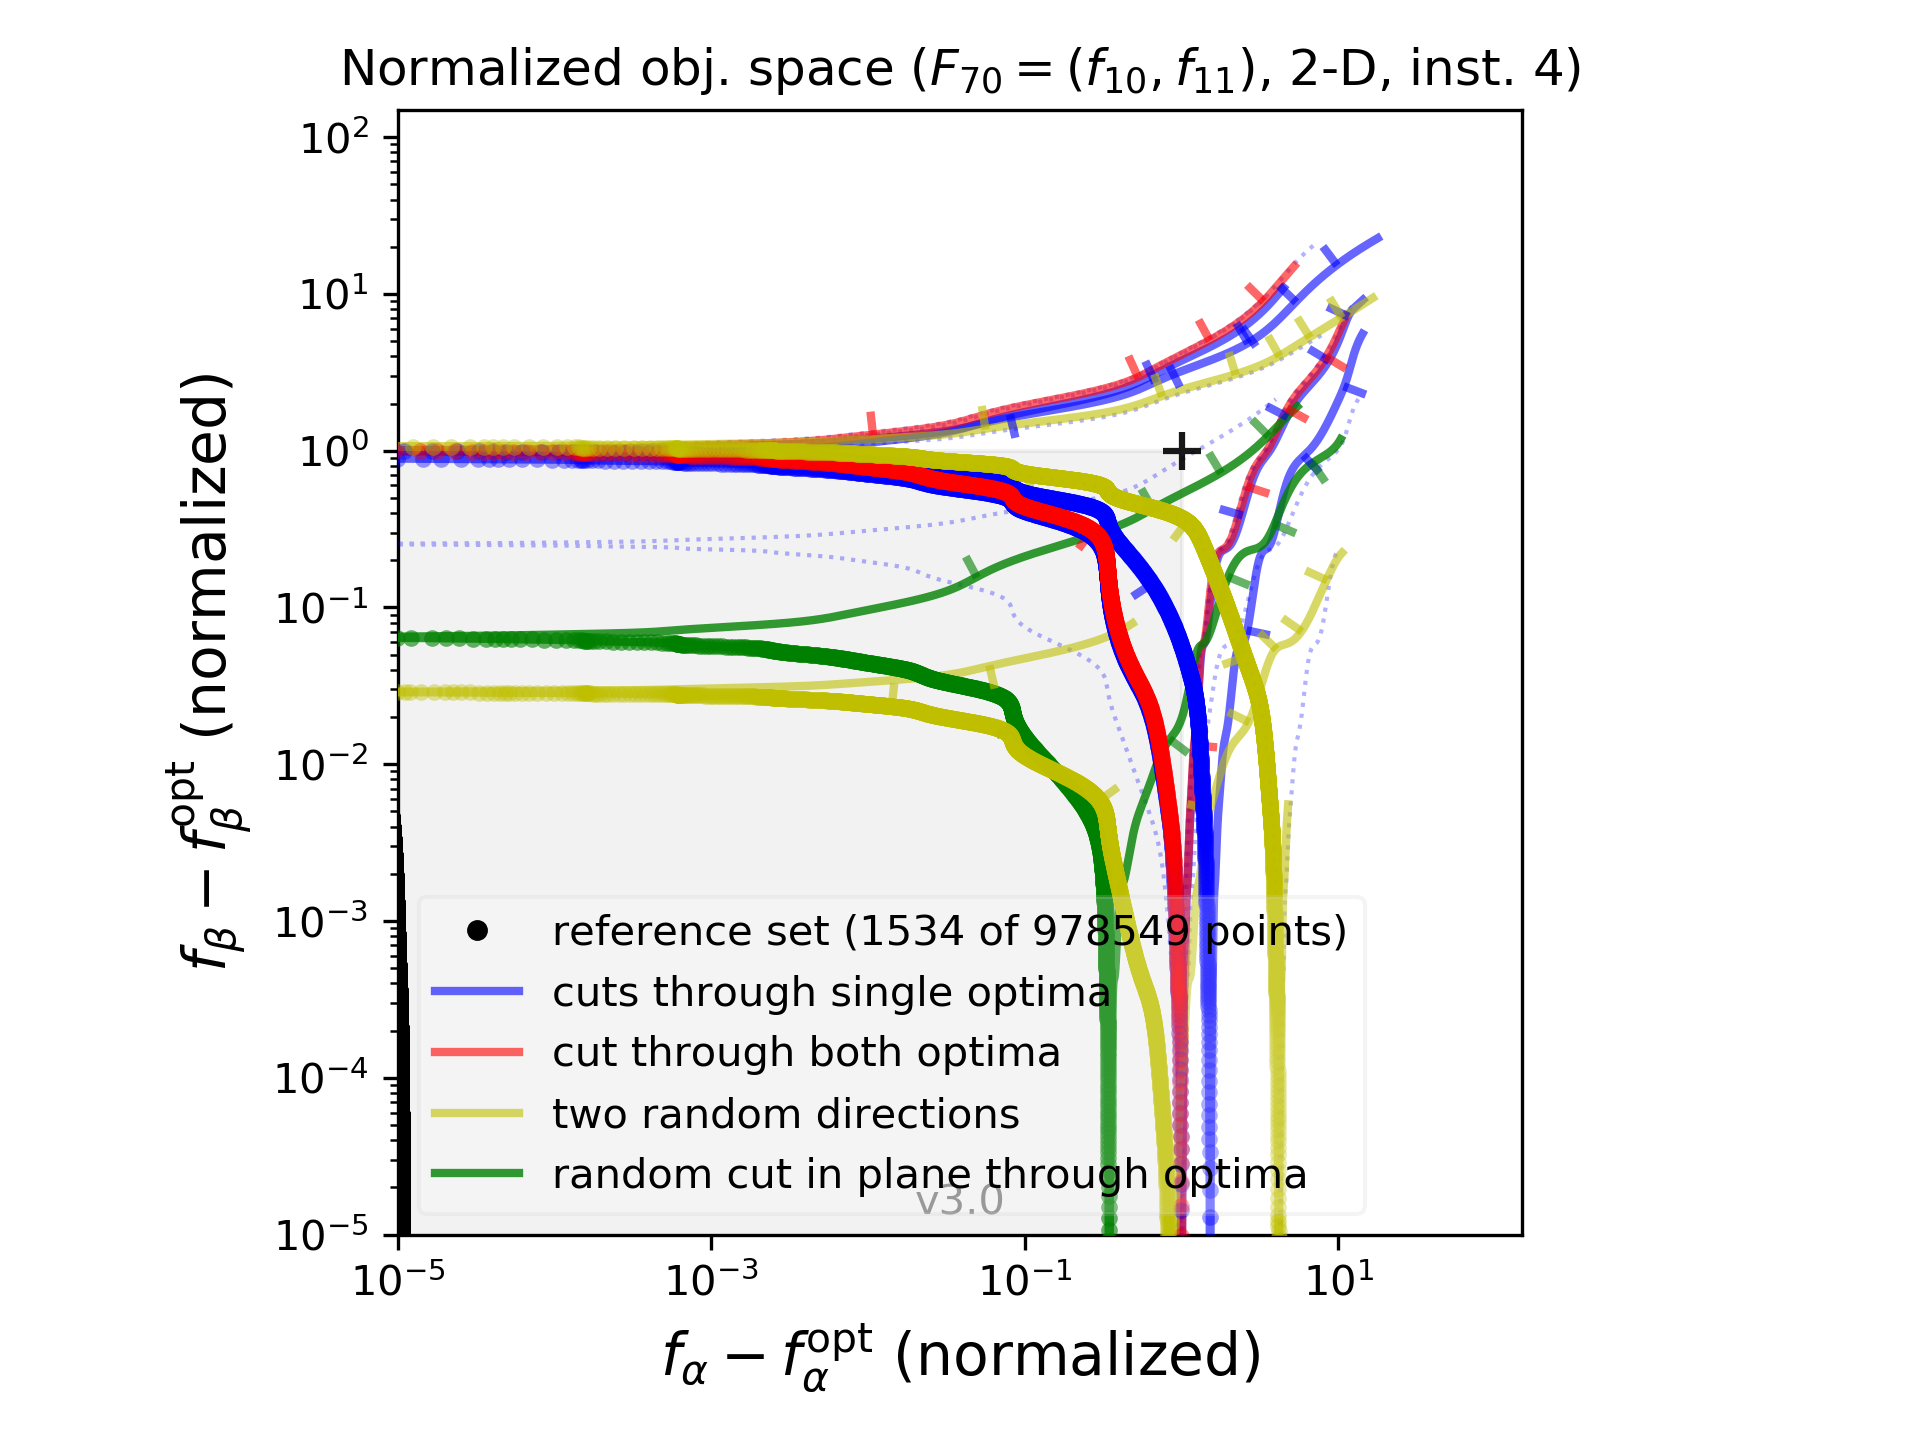 Normalized obj. space (F₇₀ = (f₁₀, f₁₁), 2-D, inst. 4)
10²
10¹
10⁰
10⁻¹
10⁻²
10⁻³
10⁻⁴
10⁻⁵
f_β − f_β^opt (normalized)
reference set (1534 of 978549 points)
cuts through single optima
cut through both optima
two random directions
random cut in plane through optima
v3.0
10⁻⁵ 10⁻³ 10⁻¹ 10¹
f_α − f_α^opt (normalized)